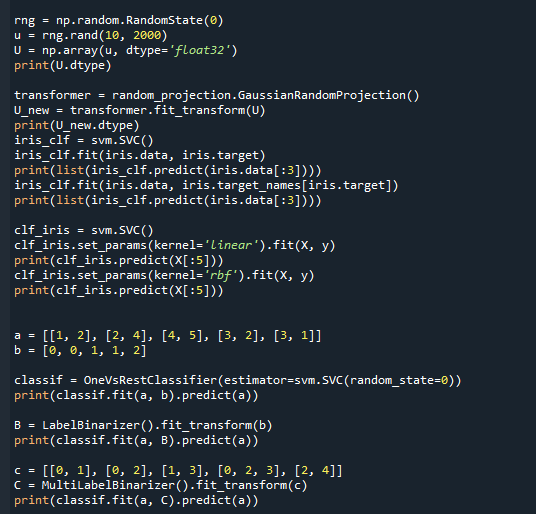 rng = np.random.RandomState(0)
u = rng.rand(10, 2000)
U = np.array(u, dtype='float32')
print(U.dtype)
transformer = random_projection.GaussianRandomProjection()
U_new = transformer.fit_transform(U)
print(U_new.dtype)
iris_clf = svm.SVC()
iris_clf.fit(iris.data, iris.target)
print(list(iris_clf.predict(iris.data[:3])))
iris_clf.fit(iris.data, iris.target_names[iris.target])
print(list(iris_clf.predict(iris.data[:3])))
clf_iris = svm.SVC()
clf_iris.set_params(kernel='linear').fit(X, y)
print(clf_iris.predict(X[:5]))
clf_iris.set_params(kernel='rbf').fit(X, y)
print(clf_iris.predict(X[:5]))
a = [[1, 2], [2, 4], [4, 5], [3, 2], [3, 1]]
b = [0, 0, 1, 1, 2]
classif = OneVsRestClassifier(estimator=svm.SVC(random_state=0))
print(classif.fit(a, b).predict(a))
B = LabelBinarizer().fit_transform(b)
print(classif.fit(a, B).predict(a))
c = [[0, 1], [0, 2], [1, 3], [0, 2, 3], [2, 4]]
C = MultiLabelBinarizer().fit_transform(c)
print(classif.fit(a, C).predict(a))